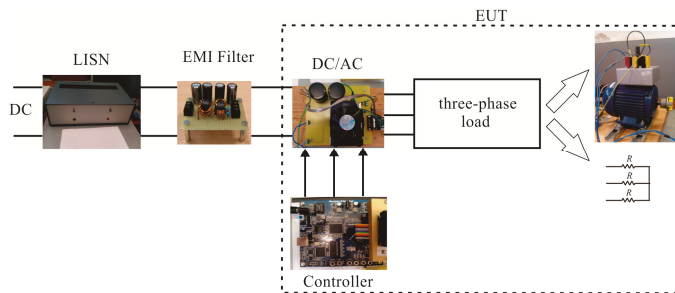 EUT
LISN
EMI Filter
DC/AC
DC
three-phase
load
R
R
R
Controller